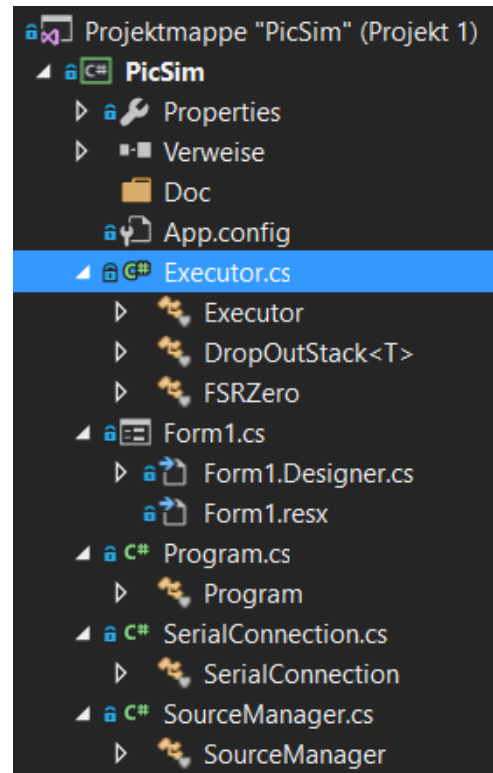 Projektmappe "PicSim" (Projekt 1)
C# PicSim
Properties
Verweise
Doc
App.config
C# Executor.cs
Executor
DropOutStack<T>
FSRZero
Form1.cs
Form1.Designer.cs
Form1.resx
C# Program.cs
Program
C# SerialConnection.cs
SerialConnection
C# SourceManager.cs
SourceManager